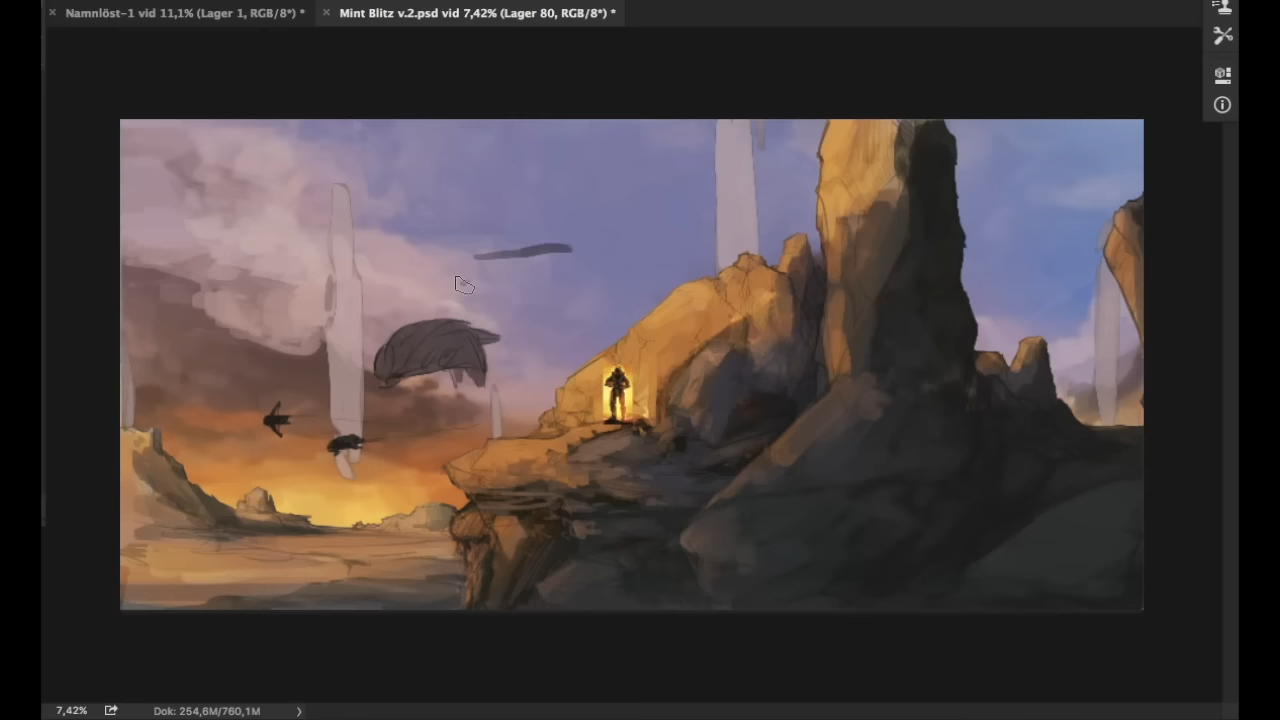 Namnlöst-1 vid 11,1% (Lager 1, RGB/8*) *
Mint Blitz v.2.psd vid 7,42% (Lager 80, RGB/8*) *
7,42%
Dok: 254,6M/760,1M